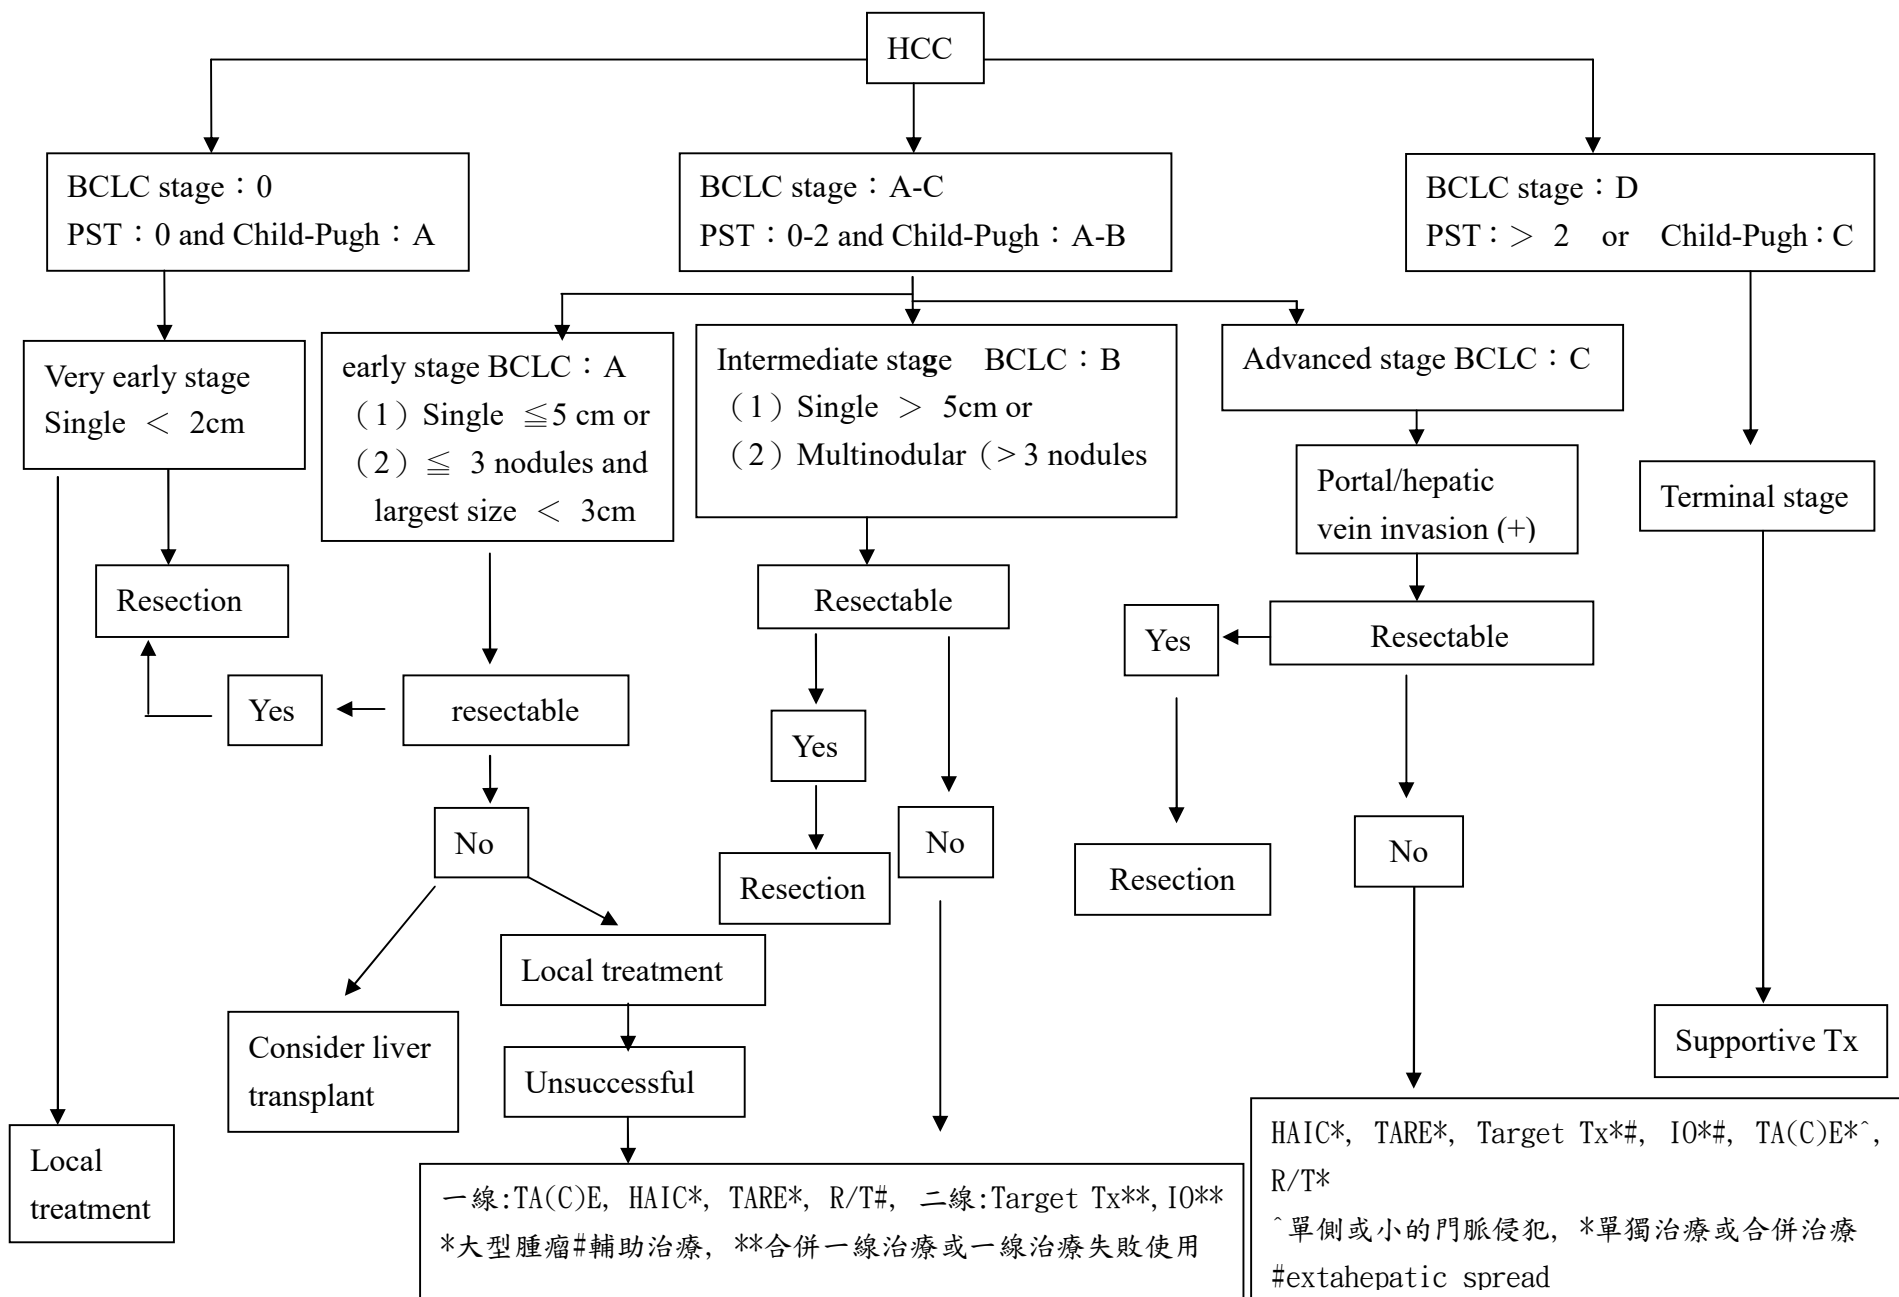 HCC
BCLC stage：0
PST：0 and Child-Pugh：A
BCLC stage：A-C
PST：0-2 and Child-Pugh：A-B
BCLC stage：D
PST：＞ 2 or Child-Pugh：C
Very early stage
Single ＜ 2cm
early stage BCLC：A
（1）Single ≦5 cm or
（2）≦ 3 nodules and
largest size ＜ 3cm
Intermediate stage BCLC：B
（1）Single ＞ 5cm or
（2）Multinodular（> 3 nodules
Advanced stage BCLC：C
Portal/hepatic
vein invasion (+)
Terminal stage
Resection
Resectable
Yes
Resectable
Yes
resectable
Yes
No
No
No
Resection
Resection
Local treatment
Consider liver
transplant
Unsuccessful
Supportive Tx
Local
treatment
一線:TA(C)E, HAIC*, TARE*, R/T#, 二線:Target Tx**,IO**
*大型腫瘤#輔助治療, **合併一線治療或一線治療失敗使用
HAIC*, TARE*, Target Tx*#, IO*#, TA(C)E*^,
R/T*
^單側或小的門脈侵犯, *單獨治療或合併治療
#extahepatic spread